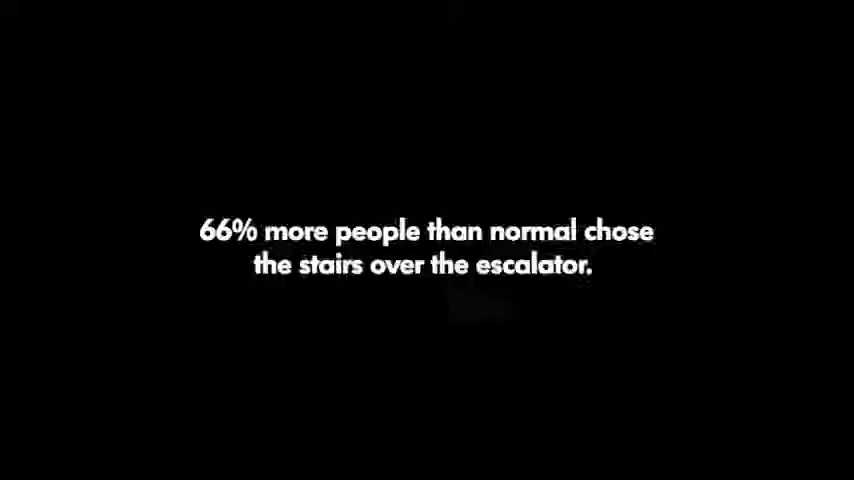 66% more people than normal chose
the stairs over the escalator.